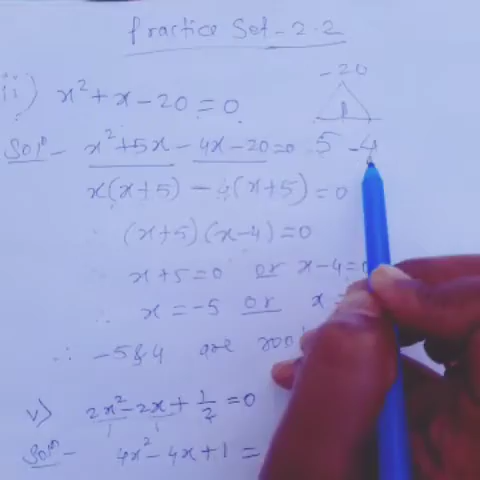 Practice Set - 2.2
ii) x² + x - 20 = 0
-20
5 -4
Solⁿ - x² + 5x - 4x - 20 = 0
x(x+5) - 4(x+5) = 0
(x+5)(x-4) = 0
x + 5 = 0 or x - 4 =
∴ x = -5 or x =
∴ -5 & 4 are
v) 2x² - 2x + 1/2 = 0
Solⁿ - 4x² - 4x + 1 =